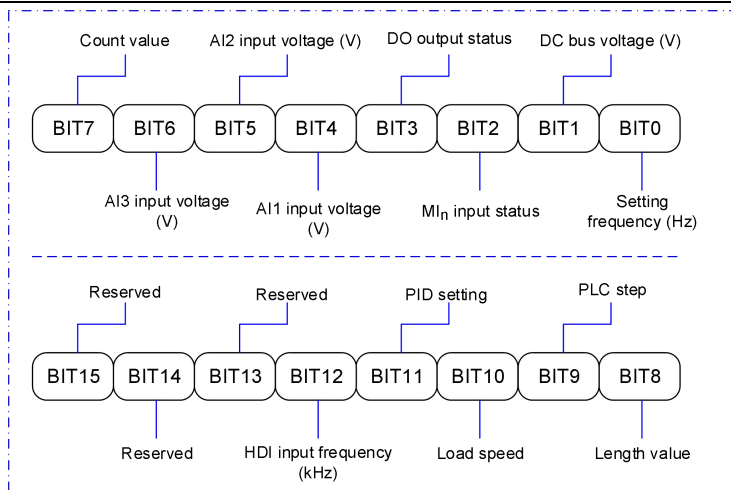 Count value AI2 input voltage (V) DO output status DC bus voltage (V)
BIT7 BIT6 BIT5 BIT4 BIT3 BIT2 BIT1 BIT0
AI3 input voltage
(V)
AI1 input voltage
(V)
MIn input status
Setting
frequency (Hz)
Reserved Reserved PID setting PLC step
BIT15 BIT14 BIT13 BIT12 BIT11 BIT10 BIT9 BIT8
Reserved
HDI input frequency
(kHz)
Load speed
Length value